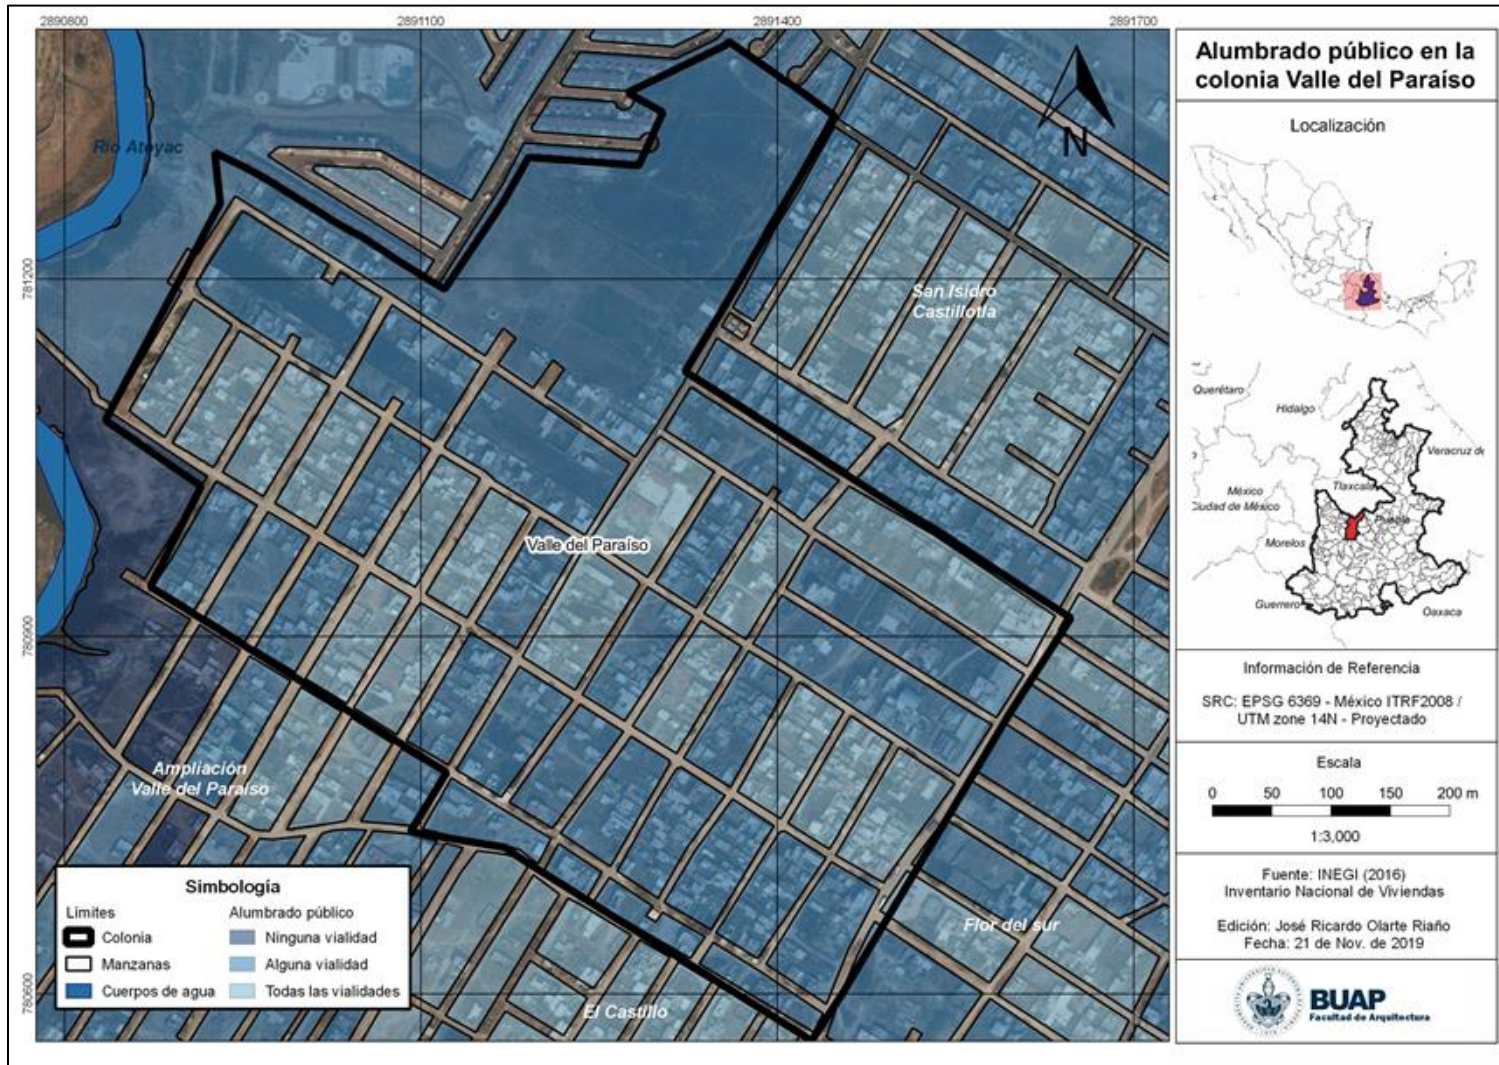 2890800
2891100
2891400
2891700
781200
780900
780600
Río Atoyac
San Isidro
Castillotla
Valle del Paraíso
Ampliación
Valle del Paraíso
Flor del sur
El Castillo
N
Simbología
Límites
Colonia
Manzanas
Cuerpos de agua
Alumbrado público
Ninguna vialidad
Alguna vialidad
Todas las vialidades
Alumbrado público en la
colonia Valle del Paraíso
Localización
Querétaro
Hidalgo
Veracruz de
Tlaxcala
México
Ciudad de México
Puebla
Morelos
Guerrero
Oaxaca
Información de Referencia
SRC: EPSG 6369 - México ITRF2008 /
UTM zone 14N - Proyectado
Escala
0 50 100 150 200 m
1:3,000
Fuente: INEGI (2016)
Inventario Nacional de Viviendas
Edición: José Ricardo Olarte Riaño
Fecha: 21 de Nov. de 2019
BUAP
Facultad de Arquitectura